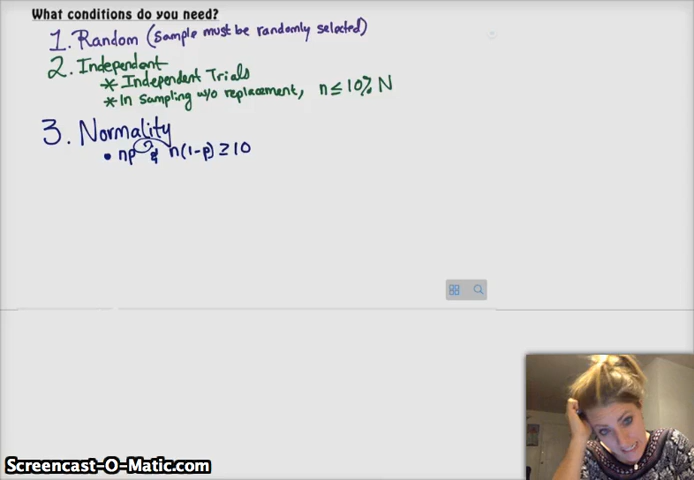 What conditions do you need?
1. Random (Sample must be randomly selected)
2. Independent
* Independent Trials
* In Sampling w/o replacement, n ≤ 10% N
3. Normality
• np & n(1-p) ≥ 10
Screencast-O-Matic.com